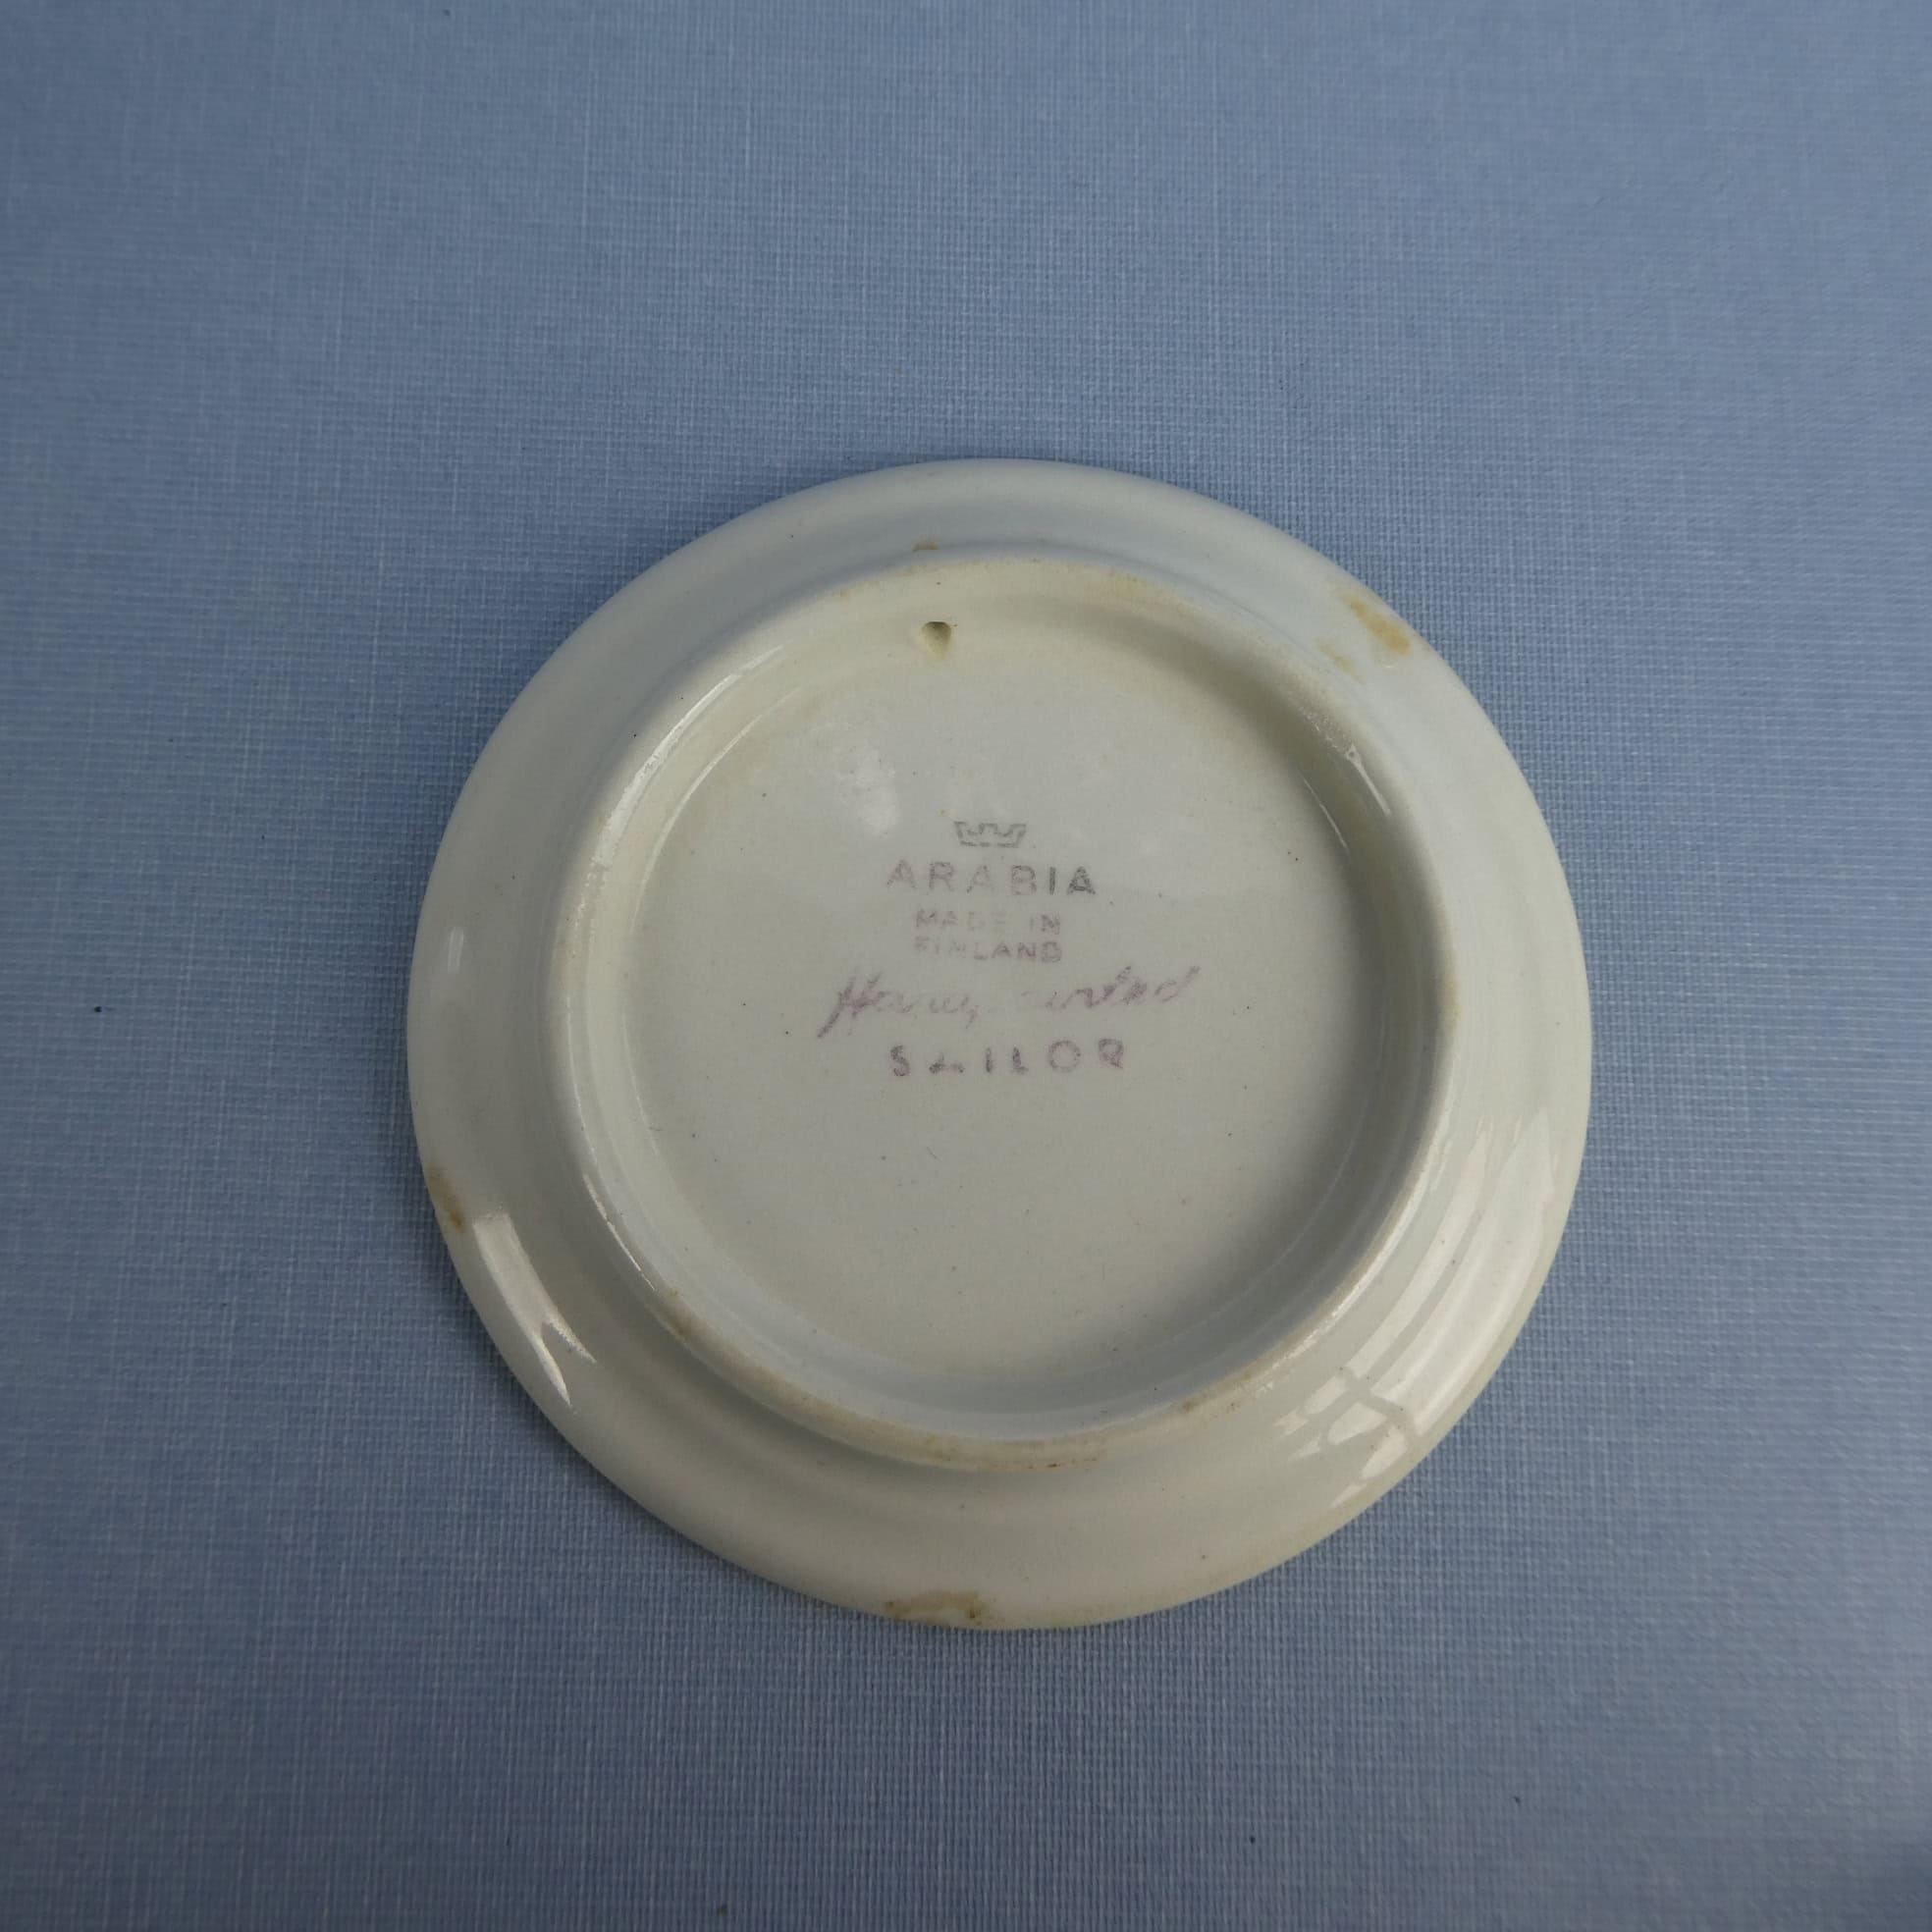 ARABIA
MADE IN
FINLAND
Hand painted
SAILOR